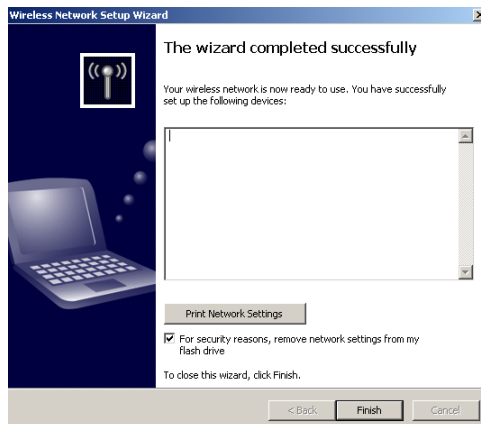 Wireless Network Setup Wizard
The wizard completed successfully
Your wireless network is now ready to use. You have successfully
set up the following devices:
Print Network Settings
For security reasons, remove network settings from my
flash drive
To close this wizard, click Finish.
< Back Finish Cancel